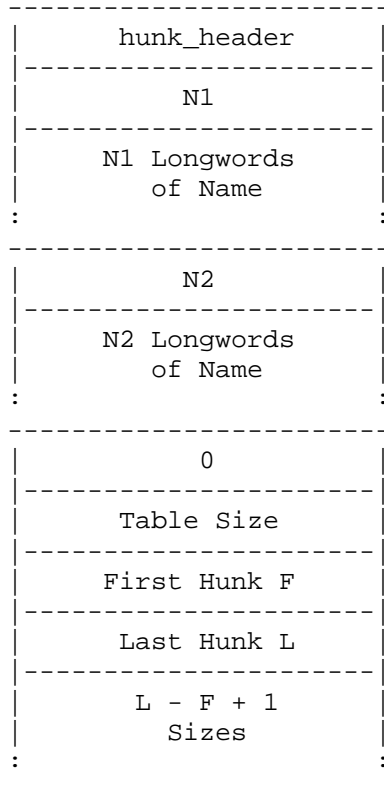 hunk_header
N1
N1 Longwords
of Name
N2
N2 Longwords
of Name
0
Table Size
First Hunk F
Last Hunk L
L - F + 1
Sizes